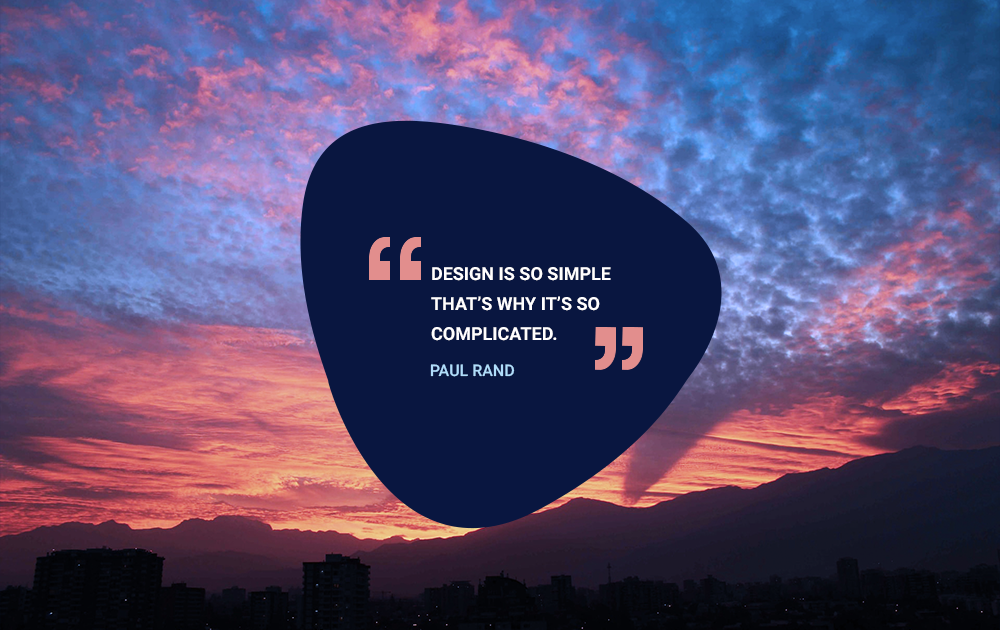 “ DESIGN IS SO SIMPLE
THAT’S WHY IT’S SO
COMPLICATED. ”
PAUL RAND